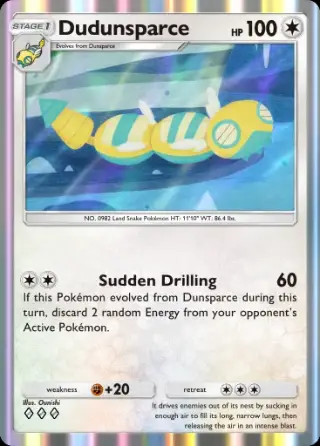 STAGE 1 Dudunsparce HP 100
Evolves from Dunsparce
NO. 0982 Land Snake Pokémon HT: 11'10" WT: 86.4 lbs.
Sudden Drilling 60
If this Pokémon evolved from Dunsparce during this
turn, discard 2 random Energy from your opponent's
Active Pokémon.
weakness +20 retreat
Illus. Owishi
It drives enemies out of its nest by sucking in
enough air to fill its long, narrow lungs, then
releasing the air in an intense blast.